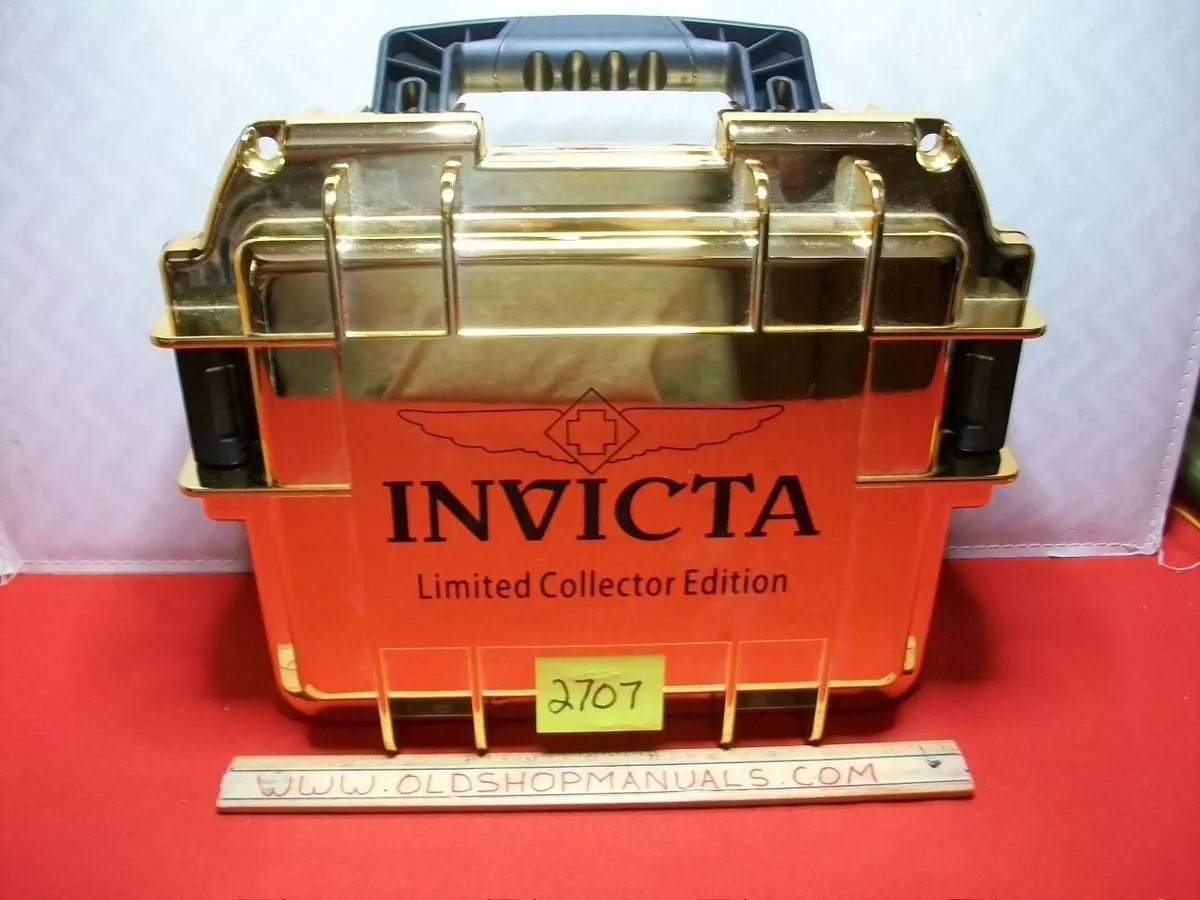 INVICTA
Limited Collector Edition
2707
WWW.OLDSHOPMANUALS.COM